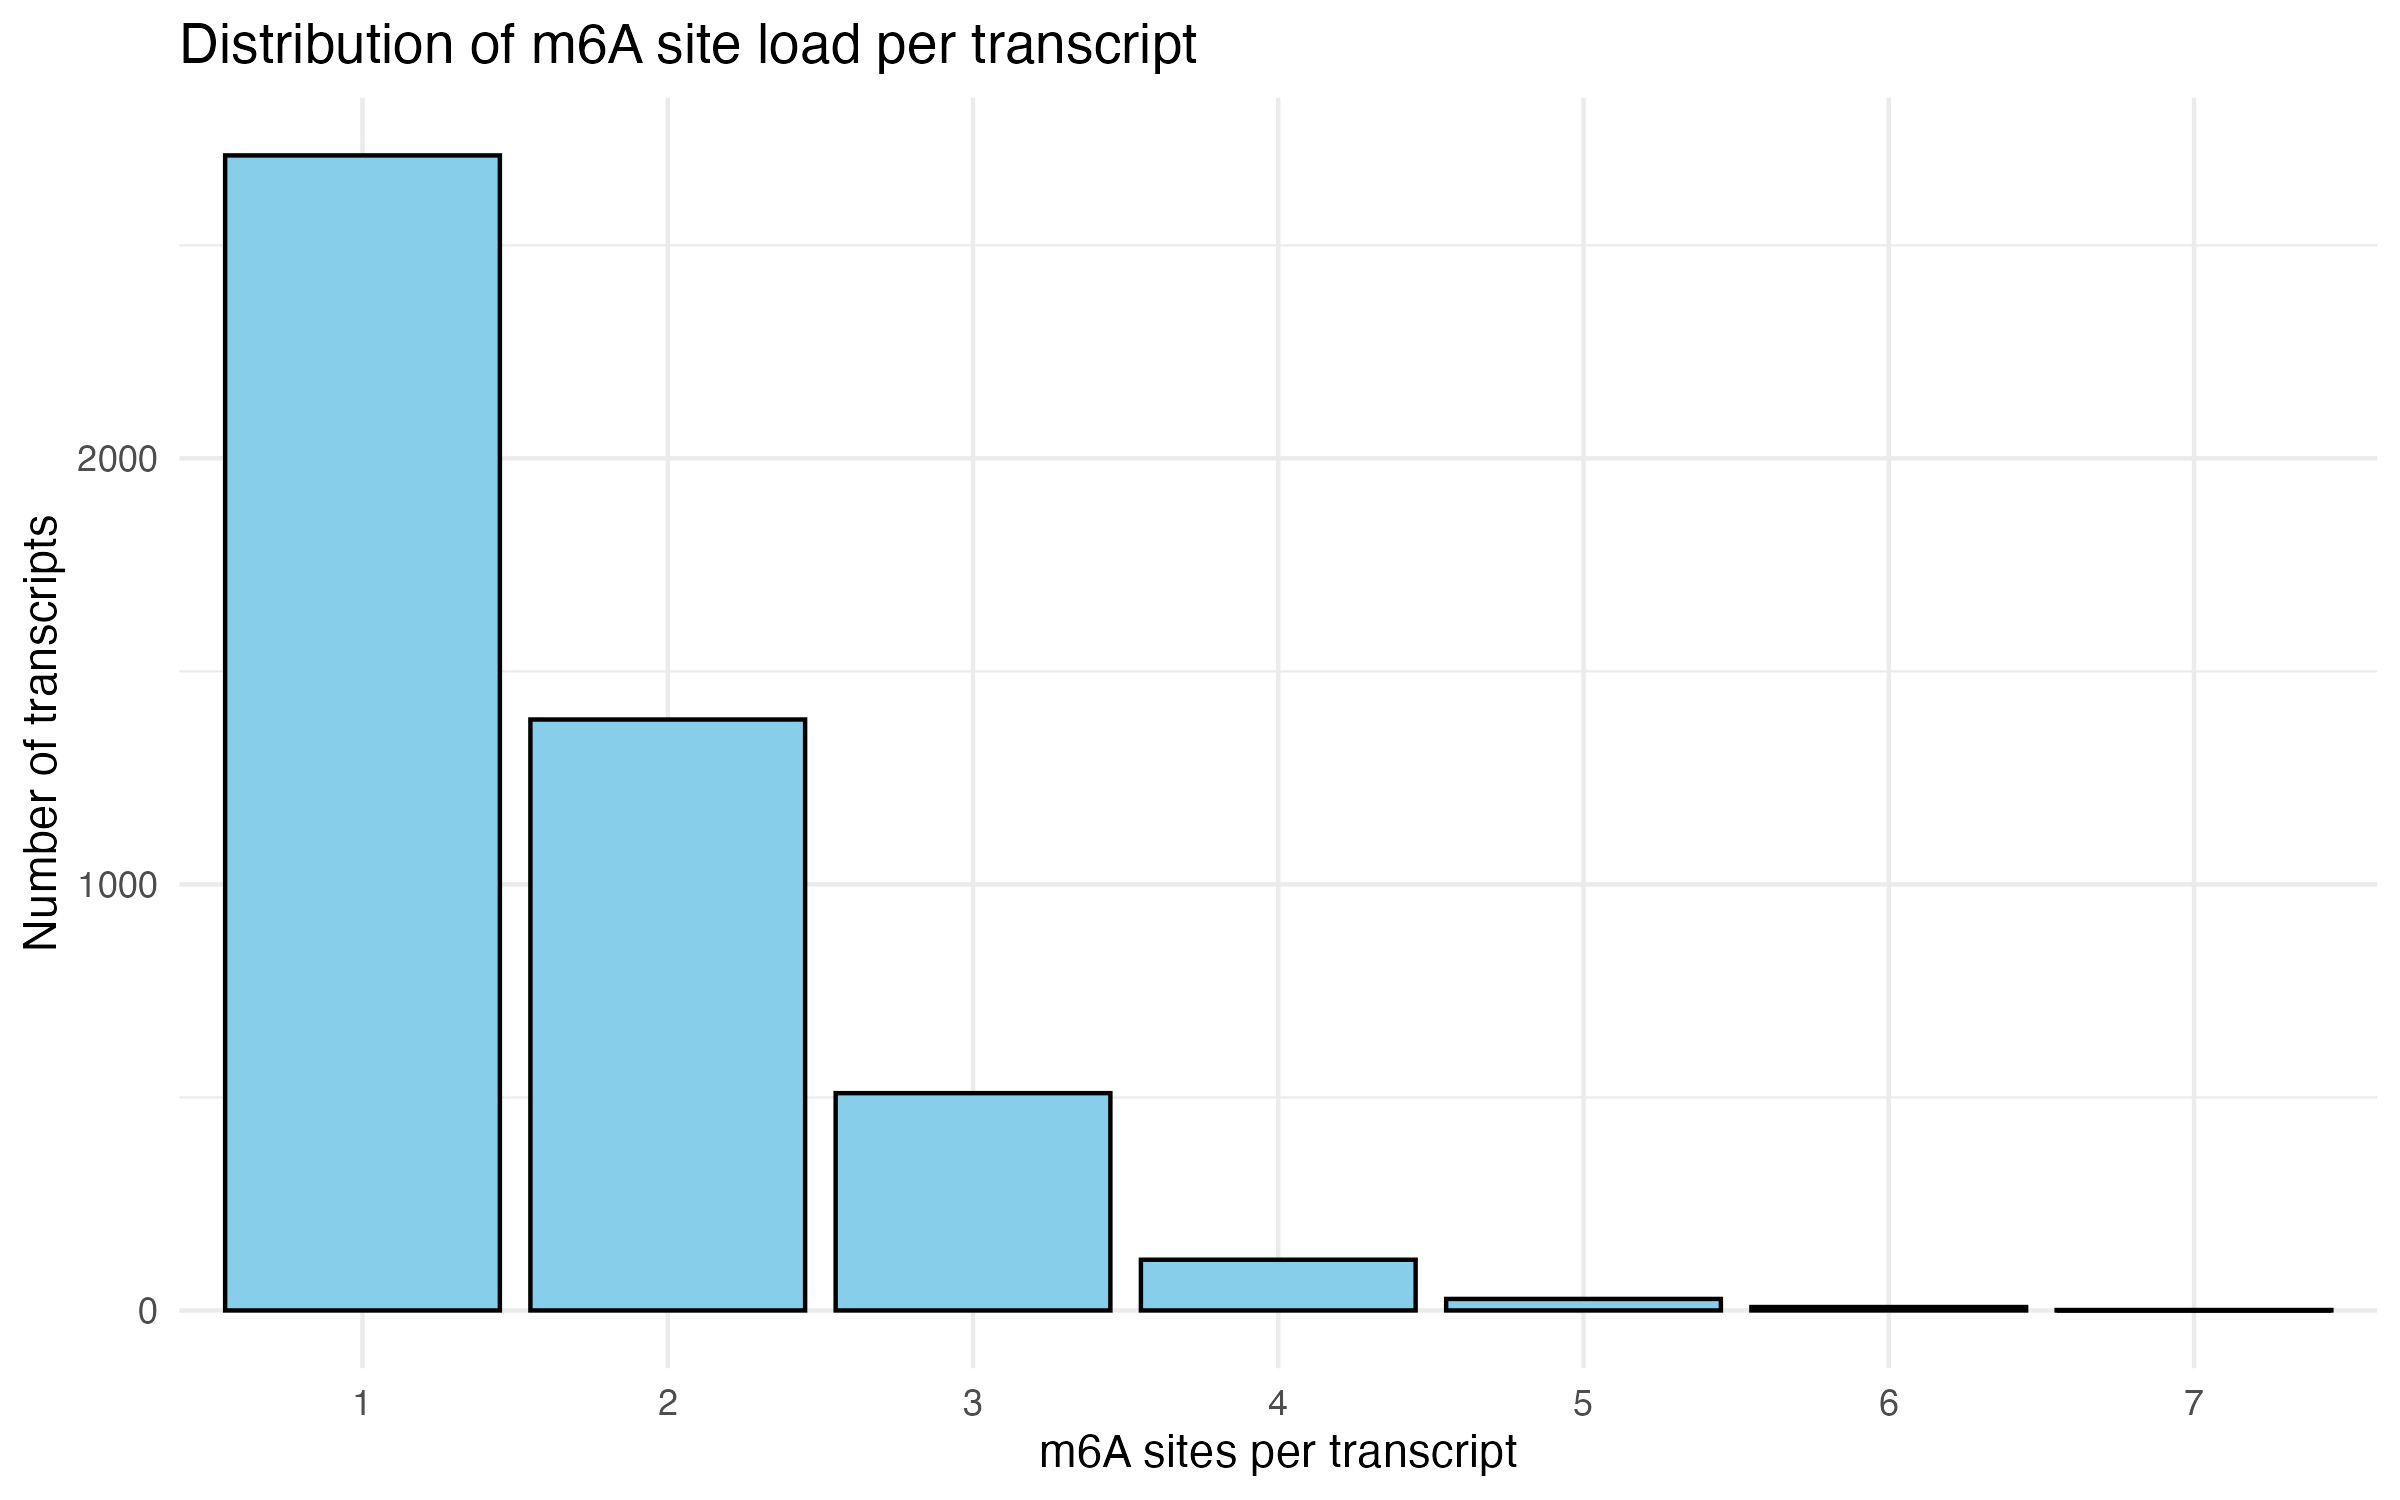 Distribution of m6A site load per transcript
Number of transcripts
2000
1000
0
1 2 3 4 5 6 7
m6A sites per transcript